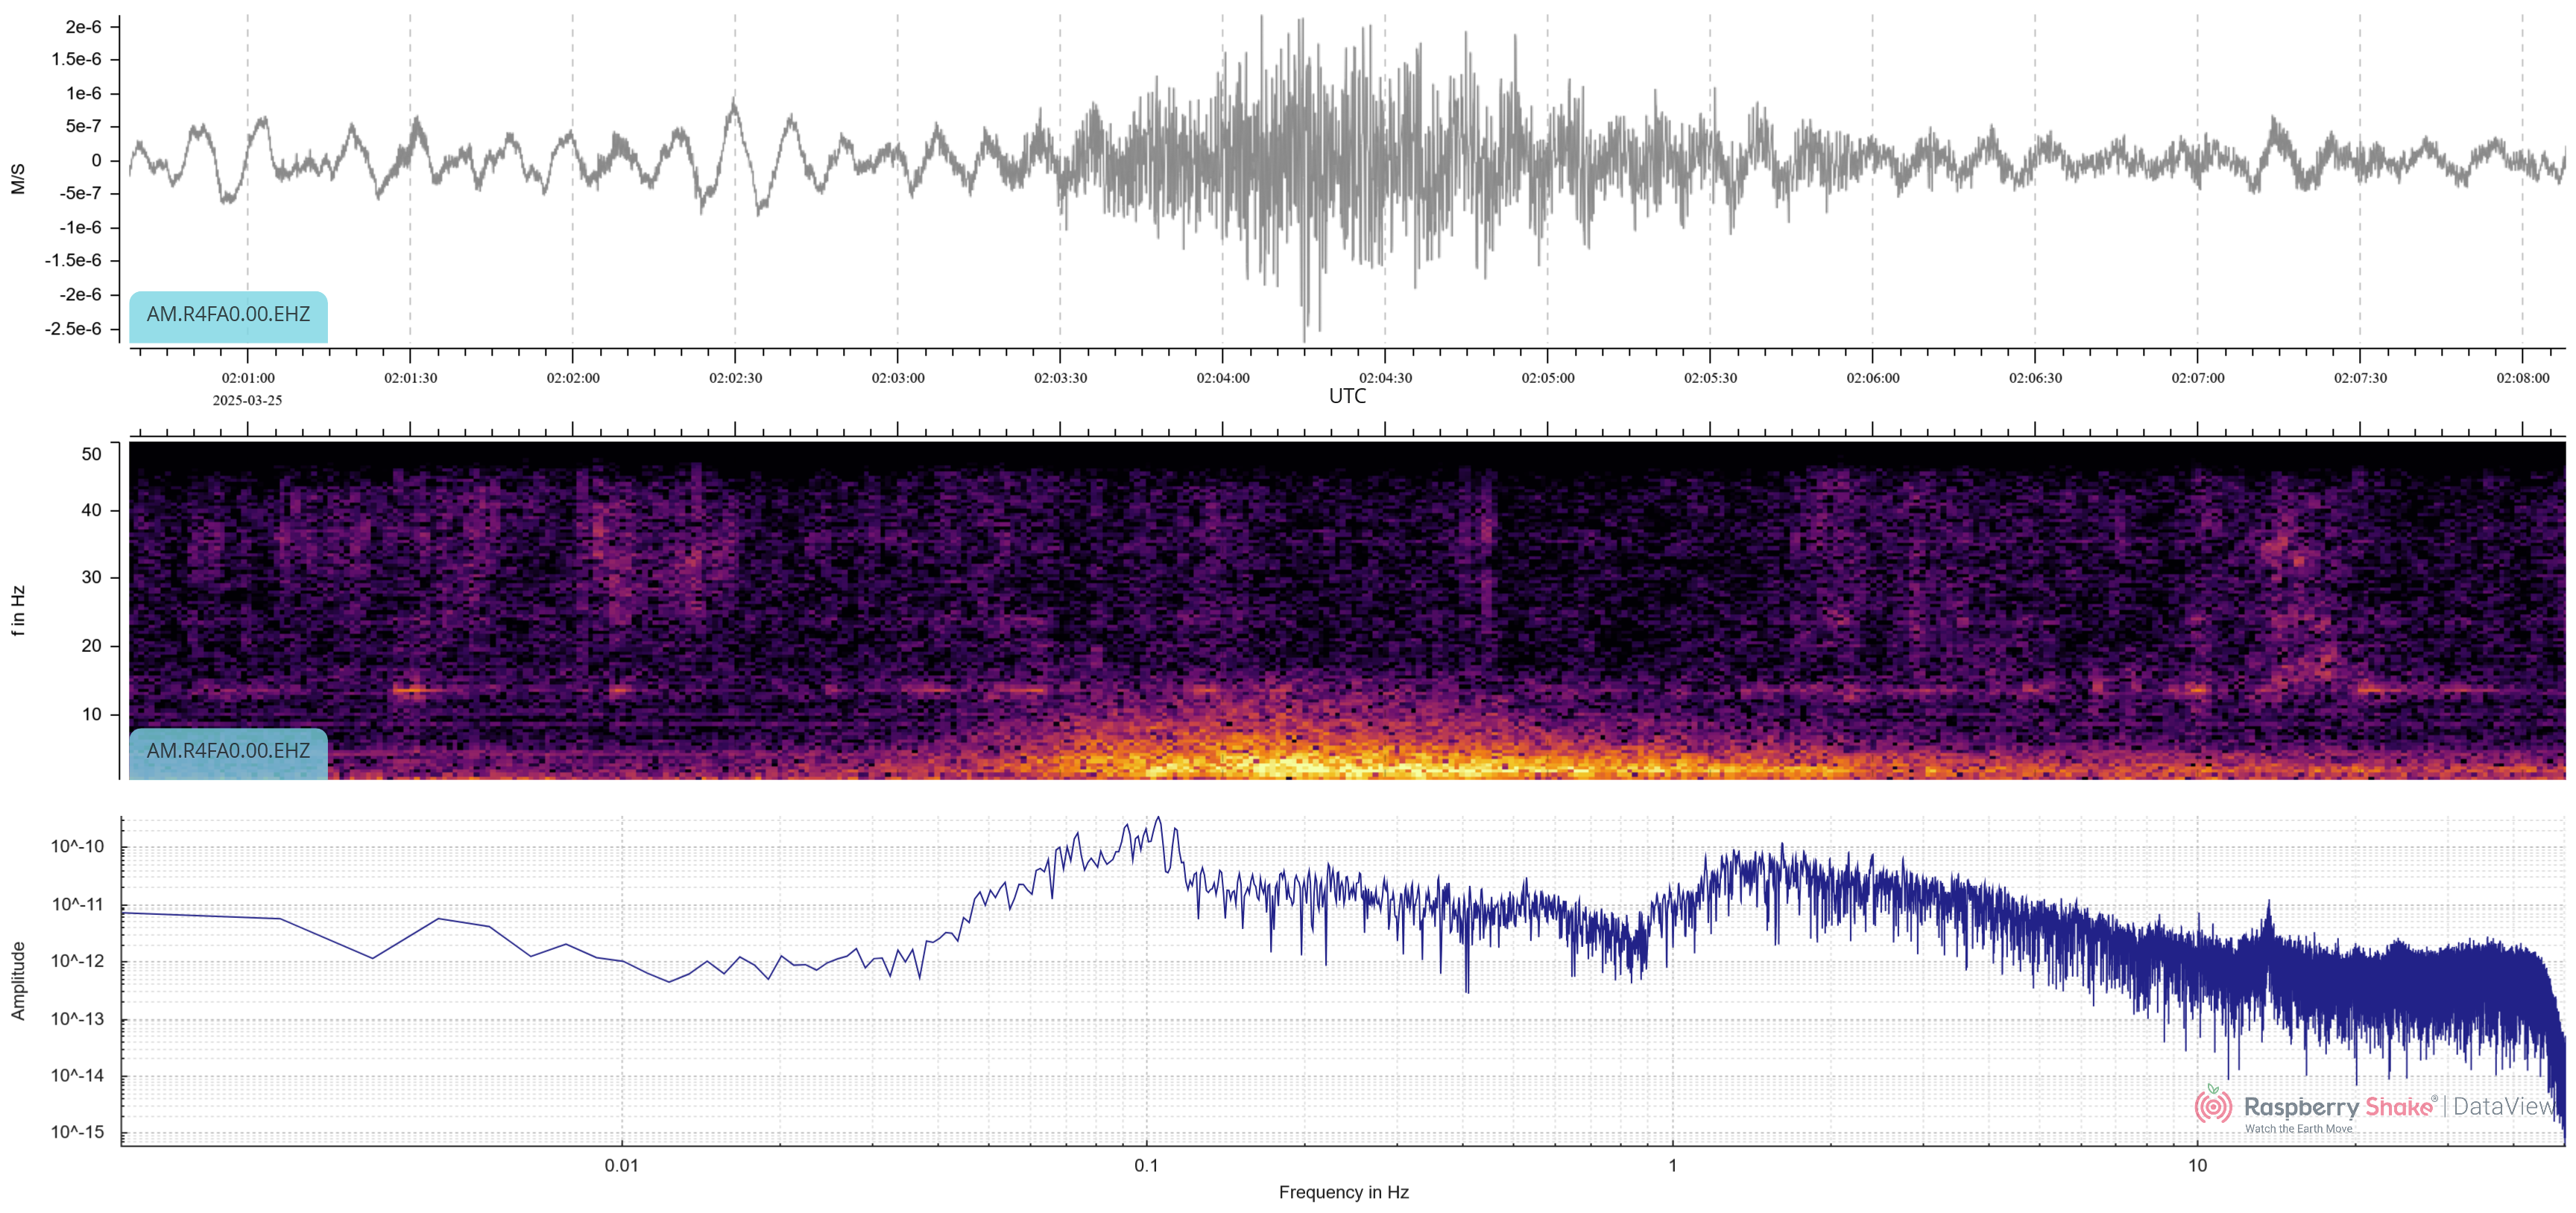 2e-6
1.5e-6
1e-6
5e-7
0
-5e-7
-1e-6
-1.5e-6
-2e-6
-2.5e-6
M/S
AM.R4FA0.00.EHZ
02:01:00 02:01:30 02:02:00 02:02:30 02:03:00 02:03:30 02:04:00 02:04:30 02:05:00 02:05:30 02:06:00 02:06:30 02:07:00 02:07:30 02:08:00
2025-03-25
UTC
50
40
30
20
10
f in Hz
AM.R4FA0.00.EHZ
10^-10
10^-11
10^-12
10^-13
10^-14
10^-15
Amplitude
Raspberry Shake® | DataView
Watch the Earth Move
0.01 0.1 1 10
Frequency in Hz